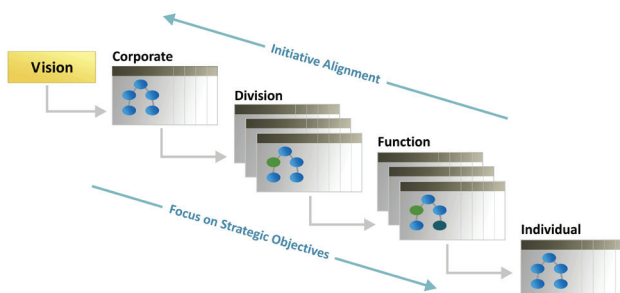 Initiative Alignment
Vision
Corporate
Division
Function
Individual
Focus on Strategic Objectives